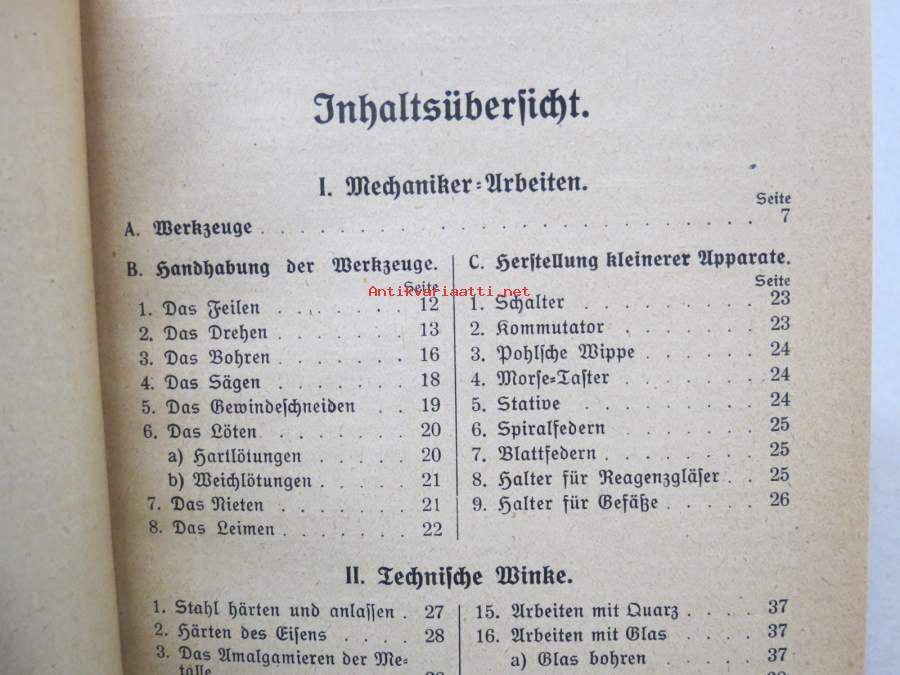 Inhaltsübersicht.
I. Mechaniker-Arbeiten.
Seite
A. Werkzeuge . . . . . . . . . . . . . . . . . . . 7
B. Handhabung der Werkzeuge.
Seite
1. Das Feilen . . . . . . . 12
2. Das Drehen . . . . . . 13
3. Das Bohren . . . . . . 16
4. Das Sägen . . . . . . 18
5. Das Gewindeschneiden . . 19
6. Das Löten . . . . . . 20
a) Hartlötungen . . . . . 20
b) Weichlötungen . . . . . 21
7. Das Nieten . . . . . . 21
8. Das Leimen . . . . . . 22
C. Herstellung kleinerer Apparate.
Seite
1. Schalter . . . . . . . 23
2. Kommutator . . . . . . 23
3. Pohlsche Wippe . . . . . 24
4. Morse-Taster . . . . . . 24
5. Stative . . . . . . . 24
6. Spiralfedern . . . . . . 25
7. Blattfedern . . . . . . 25
8. Halter für Reagenzgläser . . 25
9. Halter für Gefäße . . . . . 26
Antikvariaatti.net
II. Technische Winke.
1. Stahl härten und anlassen . 27
2. Härten des Eisens . . . . 28
3. Das Amalgamieren der Me-
talle
15. Arbeiten mit Quarz . . . . 37
16. Arbeiten mit Glas . . . . 37
a) Glas bohren . . . . . 37